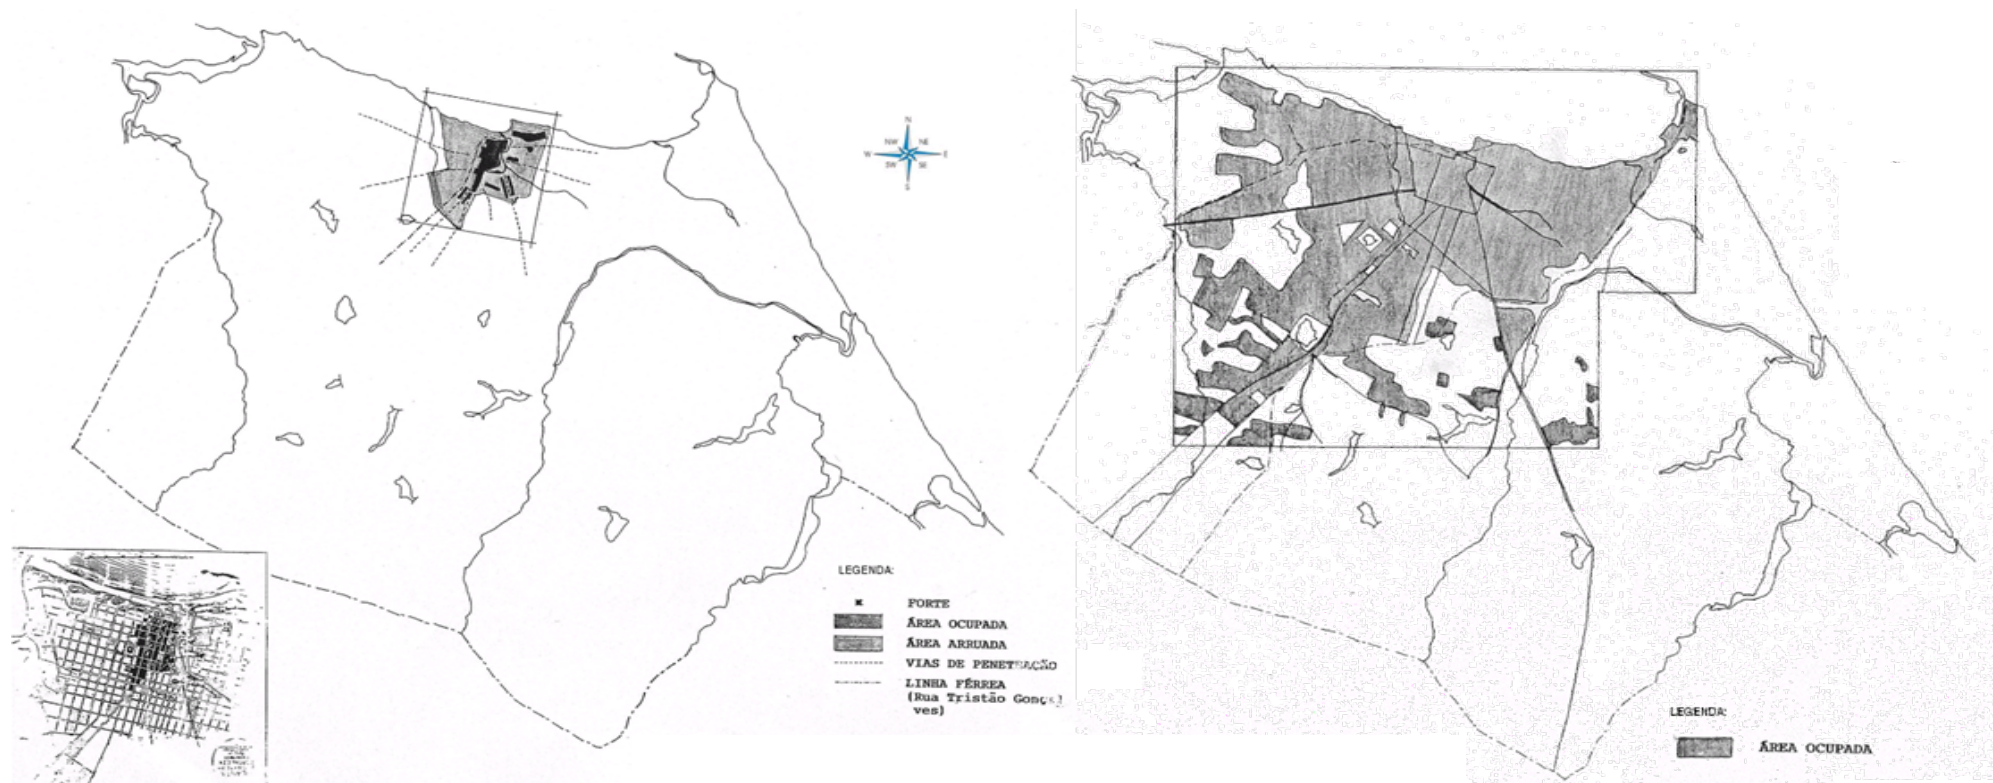 N
NW NE
W E
SW SE
S
LEGENDA:
FORTE
ÁREA OCUPADA
ÁREA ARRUADA
VIAS DE PENETRAÇÃO
LINHA FÉRREA
(Rua Tristão Gonçal
ves)
LEGENDA:
ÁREA OCUPADA